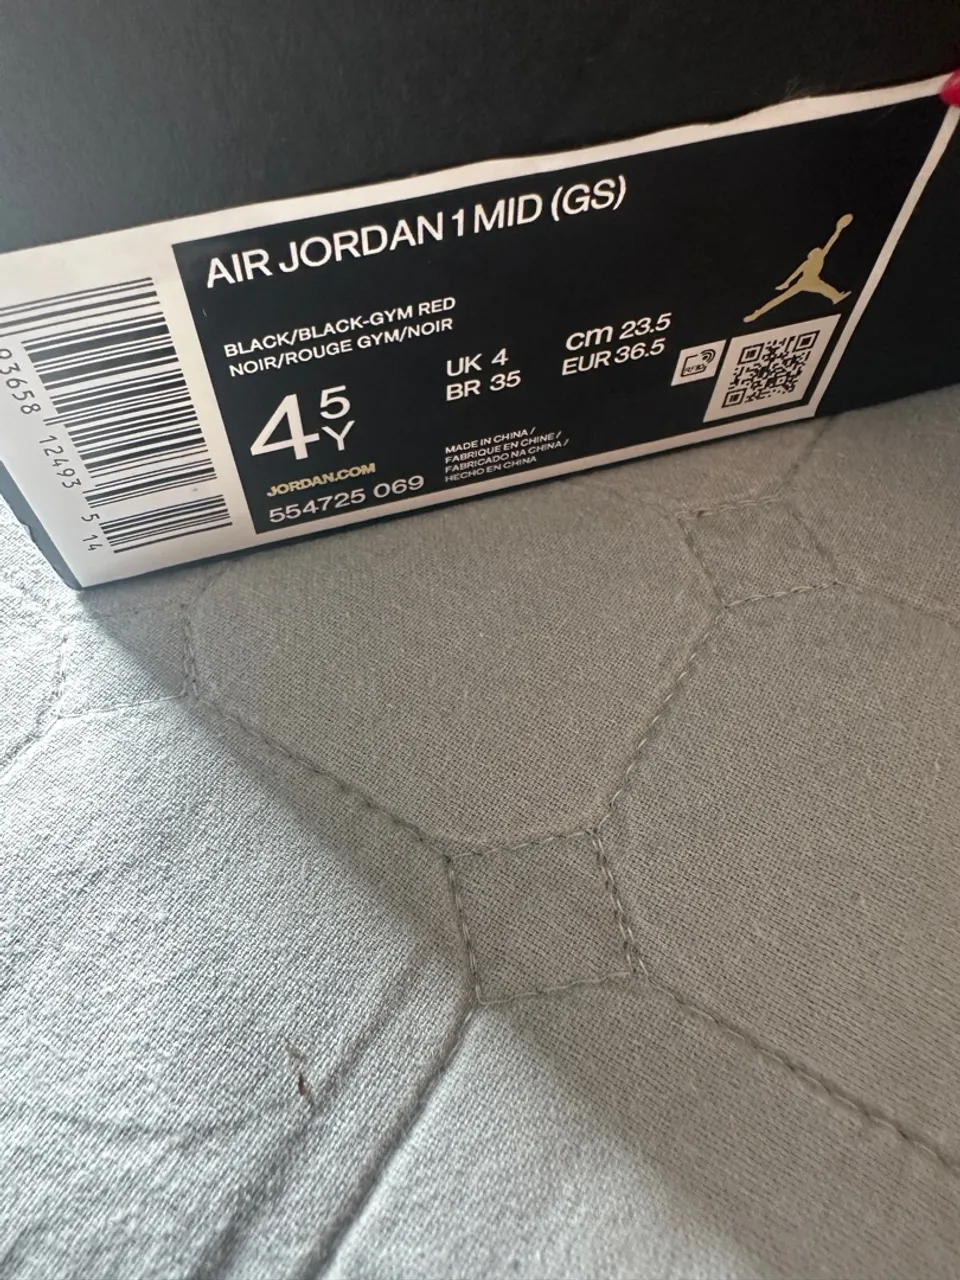 AIR JORDAN 1 MID (GS)
BLACK/BLACK-GYM RED
NOIR/ROUGE GYM/NOIR
4 5 Y
UK 4
BR 35
cm 23.5
EUR 36.5
RFID
JORDAN.COM
554725 069
MADE IN CHINA /
FABRIQUE EN CHINE /
FABRICADO NA CHINA /
HECHO EN CHINA
93658 12493 5 14